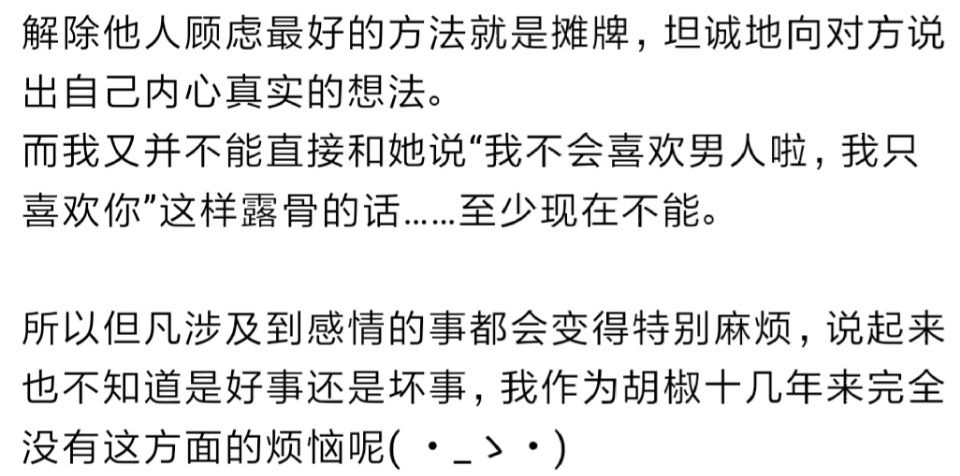 解除他人顾虑最好的方法就是摊牌，坦诚地向对方说
出自己内心真实的想法。
而我又并不能直接和她说“我不会喜欢男人啦，我只
喜欢你”这样露骨的话……至少现在不能。
所以但凡涉及到感情的事都会变得特别麻烦，说起来
也不知道是好事还是坏事，我作为胡椒十几年来完全
没有这方面的烦恼呢( ・_ゝ・)